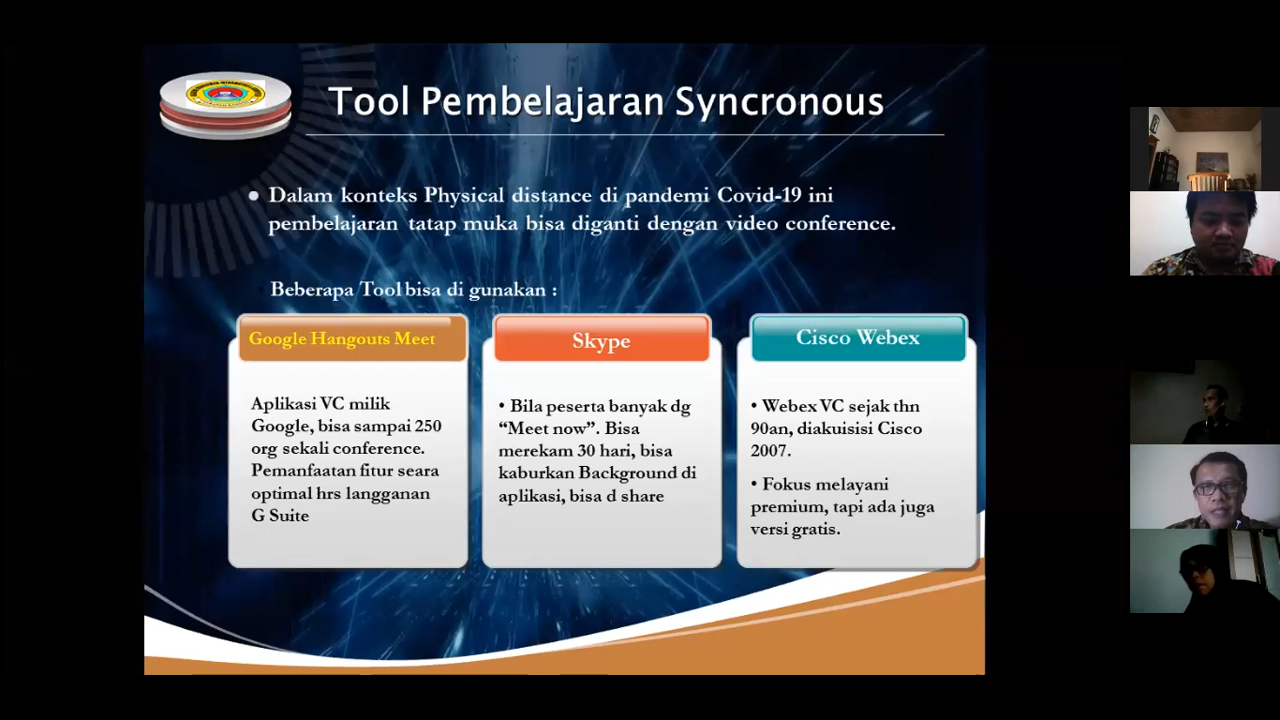 Tool Pembelajaran Syncronous
• Dalam konteks Physical distance di pandemi Covid-19 ini
pembelajaran tatap muka bisa diganti dengan video conference.
Beberapa Tool bisa di gunakan :
Google Hangouts Meet
Aplikasi VC milik
Google, bisa sampai 250
org sekali conference.
Pemanfaatan fitur seara
optimal hrs langganan
G Suite
Skype
• Bila peserta banyak dg
“Meet now”. Bisa
merekam 30 hari, bisa
kaburkan Background di
aplikasi, bisa d share
Cisco Webex
• Webex VC sejak thn
90an, diakuisisi Cisco
2007.
• Fokus melayani
premium, tapi ada juga
versi gratis.